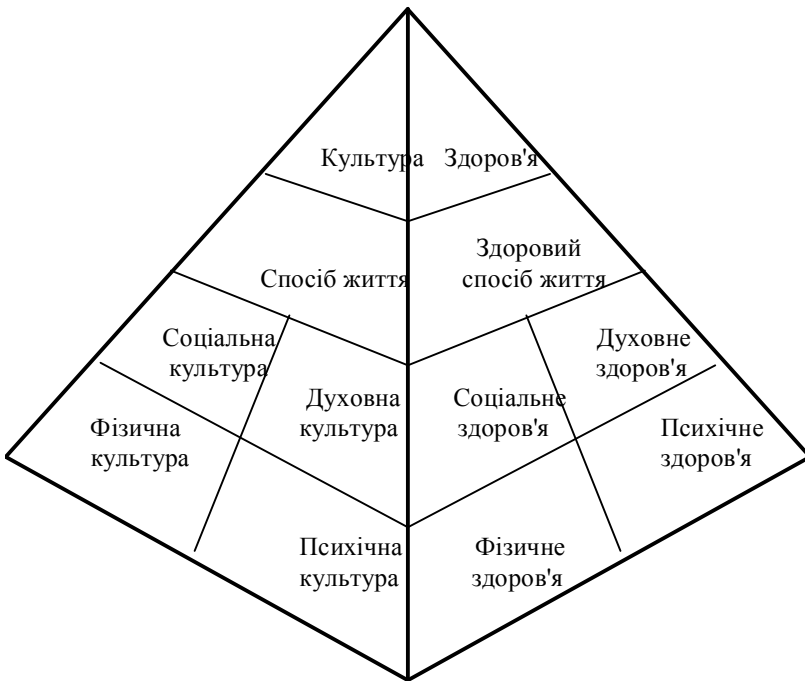 Культура
Здоров'я
Спосіб життя
Здоровий
спосіб життя
Соціальна
культура
Духовна
культура
Соціальне
здоров'я
Духовне
здоров'я
Фізична
культура
Психічна
культура
Фізичне
здоров'я
Психічне
здоров'я